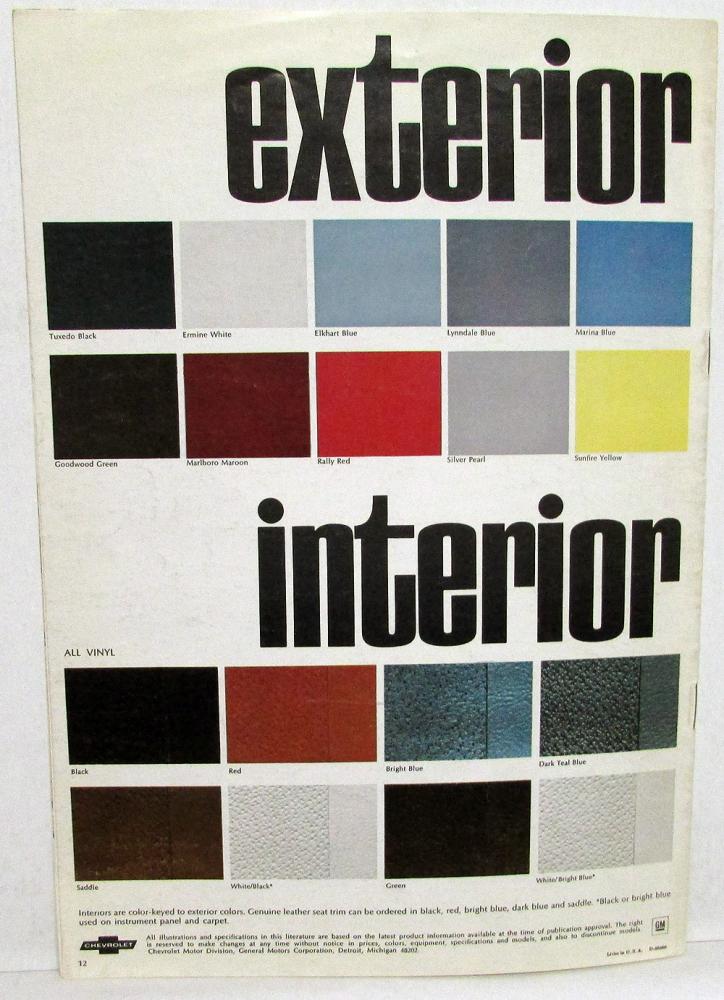 exterior
Tuxedo Black Ermine White Elkhart Blue Lynndale Blue Marina Blue
Goodwood Green Marlboro Maroon Rally Red Silver Pearl Sunfire Yellow
interior
ALL VINYL
Black Red Bright Blue Dark Teal Blue
Saddle White/Black* Green White/Bright Blue*
Interiors are color-keyed to exterior colors. Genuine leather seat trim can be ordered in black, red, bright blue, dark blue and saddle. *Black or bright blue
used on instrument panel and carpet.
CHEVROLET
All illustrations and specifications in this literature are based on the latest product information available at the time of publication approval. The right
is reserved to make changes at any time without notice in prices, colors, equipment, specifications and models, and also to discontinue models.
Chevrolet Motor Division, General Motors Corporation, Detroit, Michigan 48202.
GM
Litho in U.S.A.
12